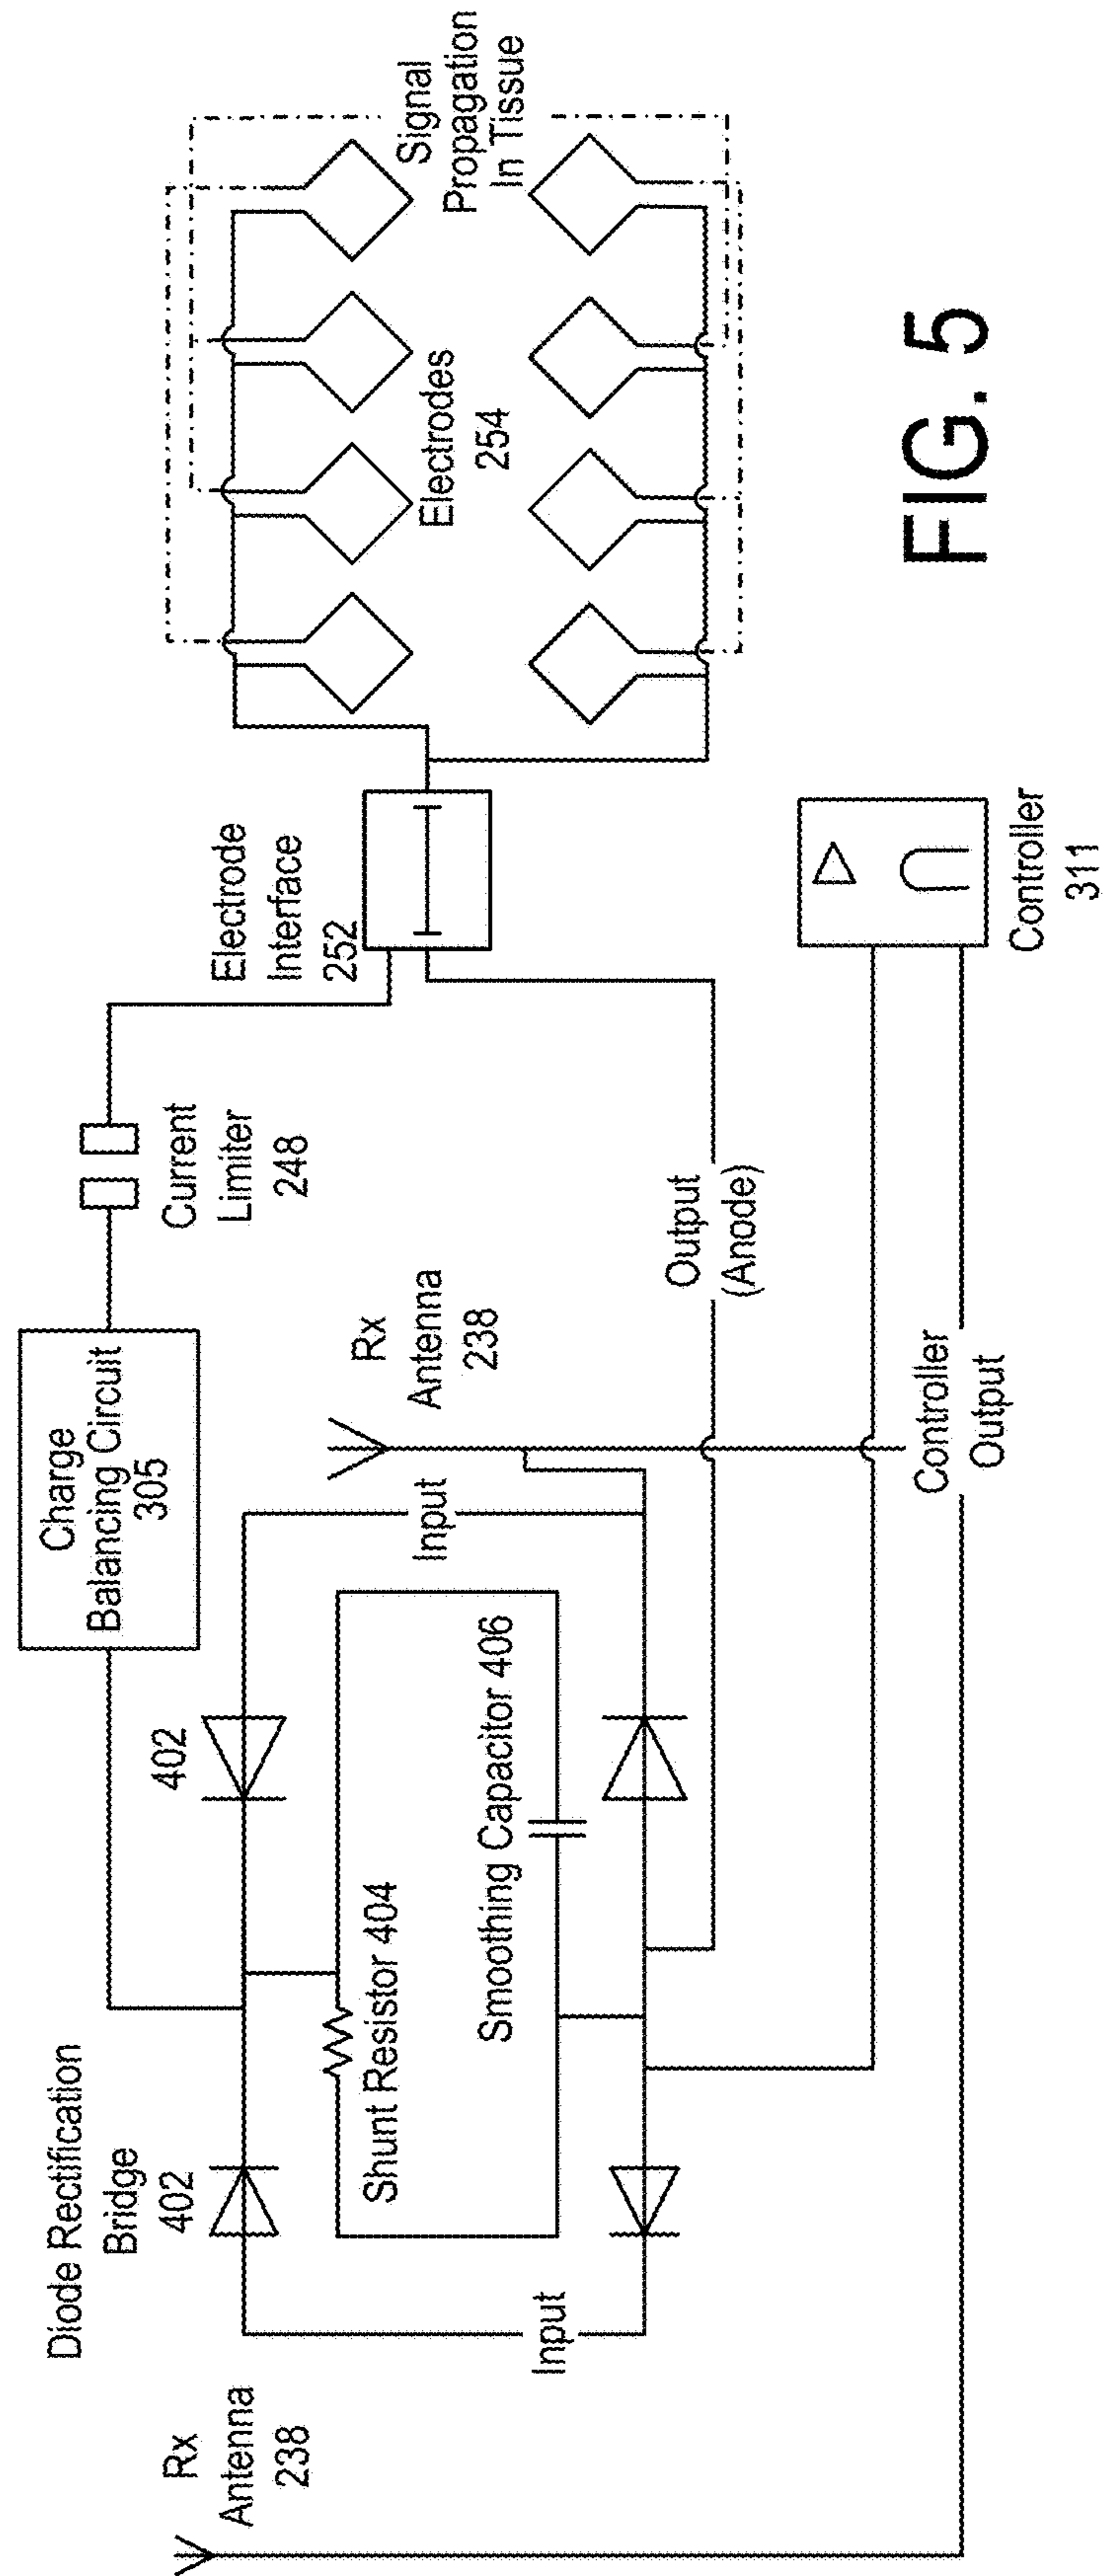 Rx
Antenna
238
Diode Rectification
Bridge
402
402
Charge
Balancing Circuit
305
Current
Limiter
248
Electrode
Interface
252
Shunt Resistor 404
Smoothing Capacitor 406
Input
Input
Rx
Antenna
238
Output
(Anode)
Controller
Output
Controller
311
Electrodes
254
Signal
Propagation
In Tissue
FIG. 5